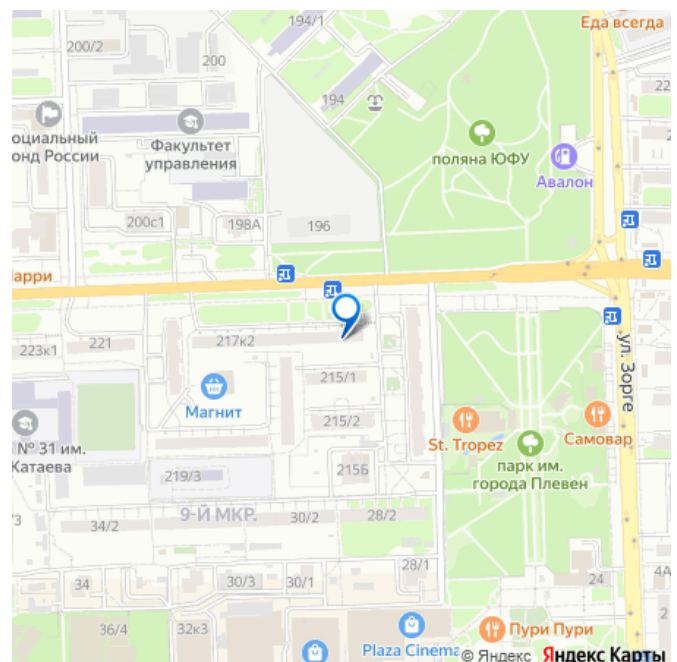 194/1
Еда всегда
200/2
200
22
194
оциальный
онд России
Факультет
управления
поляна ЮФУ
Авалон
200с1
198А
196
Ларри
223к1
221
217к2
215/1
Магнит
ул. Зорге
215/2
St. Tropez
Самовар
№ 31 им.
Катаева
219/3
215б
парк им.
города Плевен
9-Й МКР.
34/2
30/2
28/2
28/1
34
30/3
30/1
24
4А
36/4
32к3
2
Пури Пури
Plaza Cinema
© Яндекс Яндекс Карты